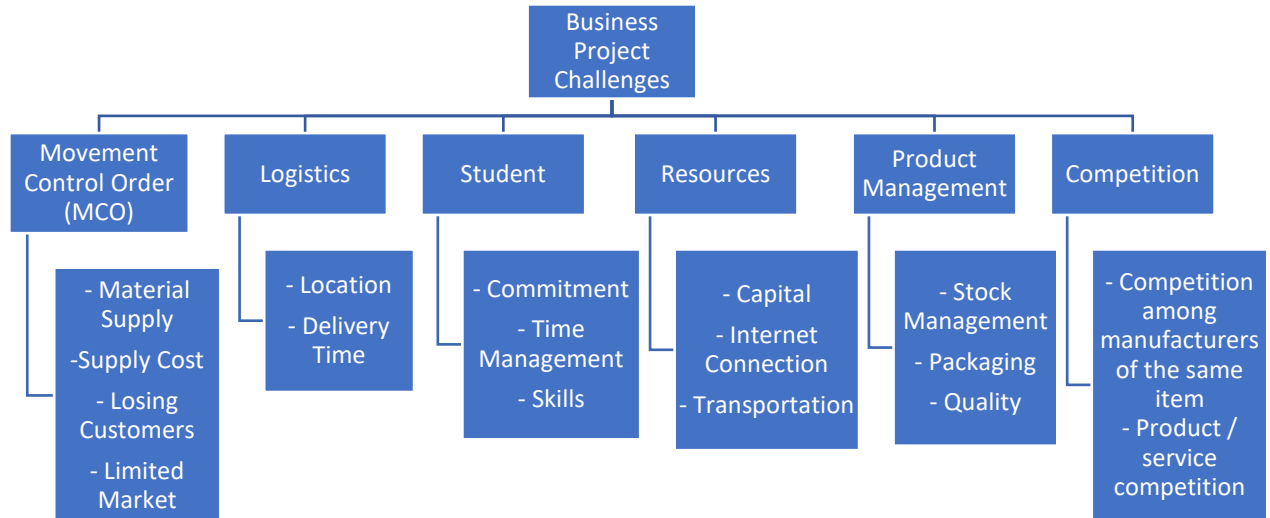 Business
Project
Challenges
Movement
Control Order
(MCO)
Logistics
Student
Resources
Product
Management
Competition
- Material
Supply
-Supply Cost
- Losing
Customers
- Limited
Market
- Location
- Delivery
Time
- Commitment
- Time
Management
- Skills
- Capital
- Internet
Connection
- Transportation
- Stock
Management
- Packaging
- Quality
- Competition
among
manufacturers
of the same
item
- Product /
service
competition